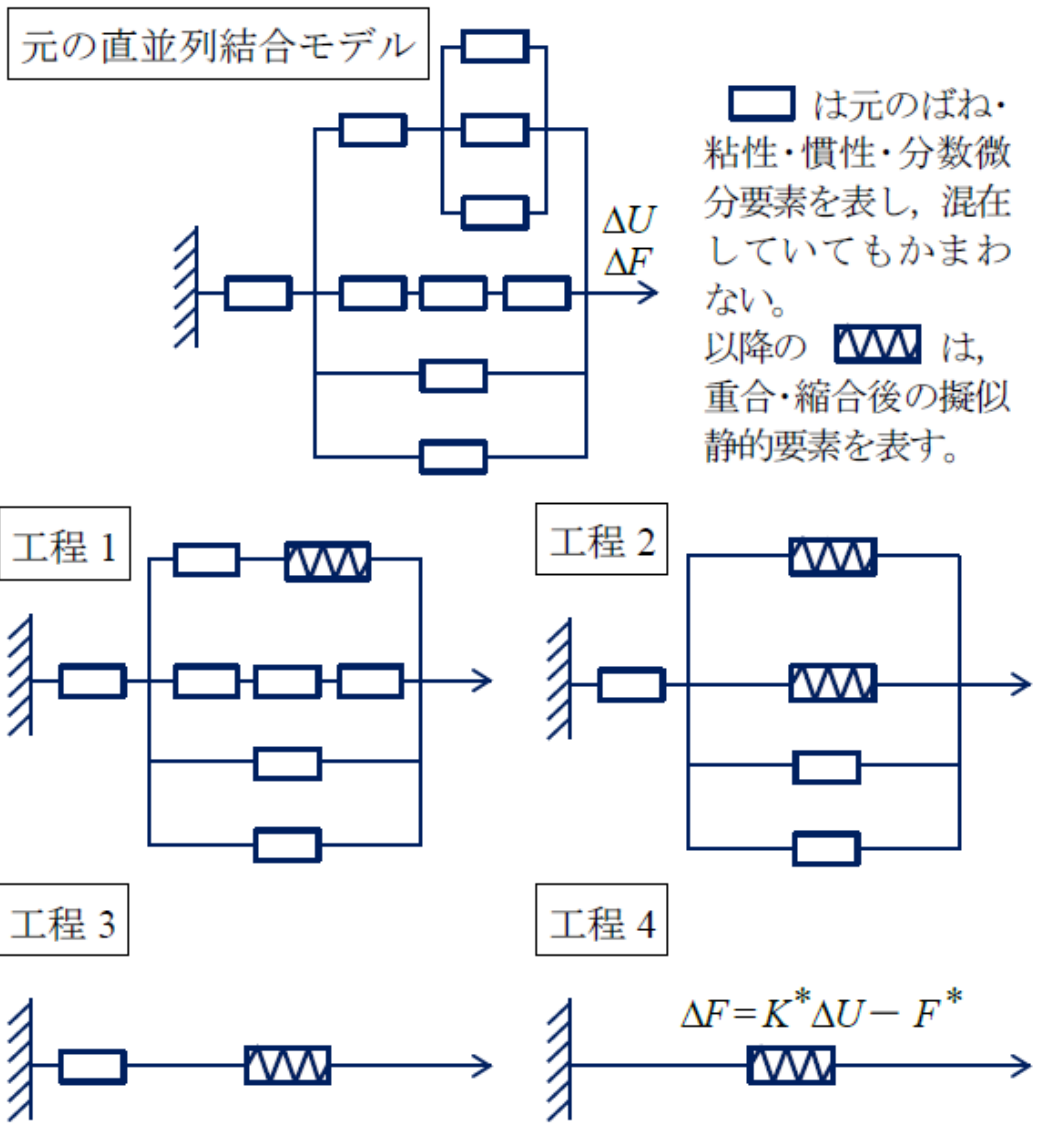 元の直並列結合モデル
は元のばね・
粘性・慣性・分数微
分要素を表し，混在
していてもかまわ
ない。
以降の は，
重合・縮合後の擬似
静的要素を表す。
ΔU
ΔF
工程 1
工程 2
工程 3
工程 4
ΔF=K*ΔU− F*